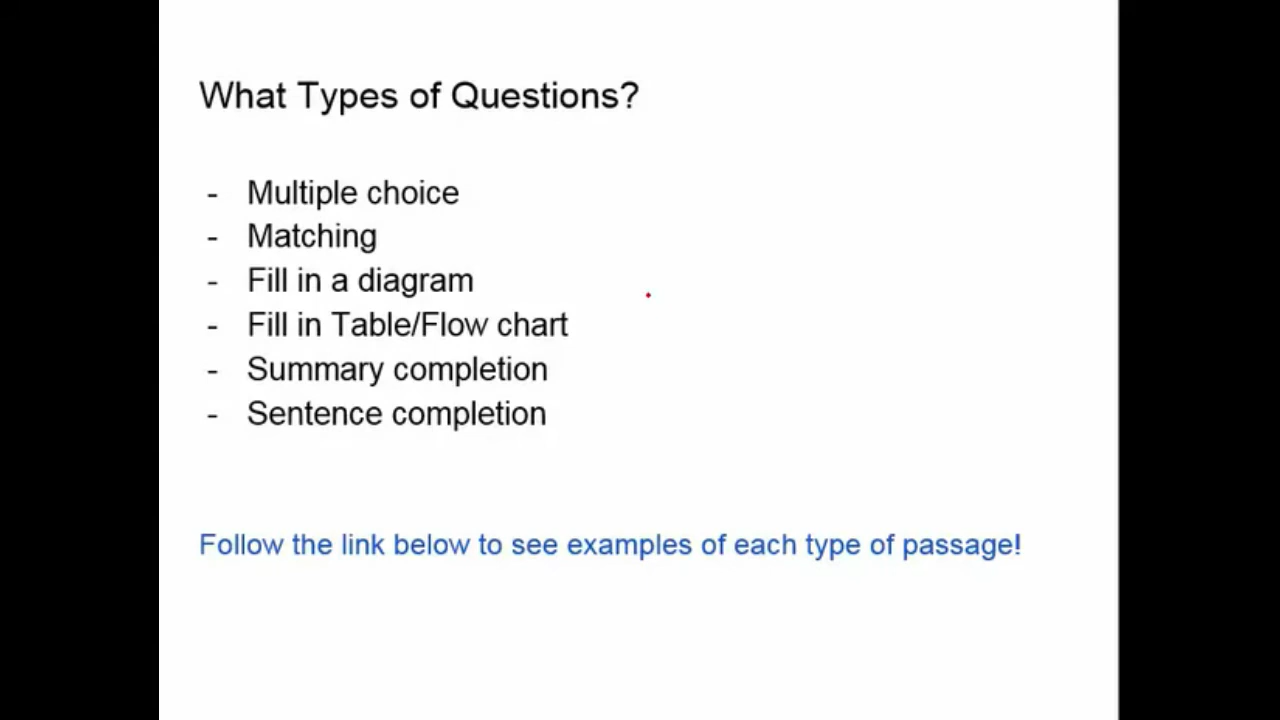 What Types of Questions?
- Multiple choice
- Matching
- Fill in a diagram
- Fill in Table/Flow chart
- Summary completion
- Sentence completion
Follow the link below to see examples of each type of passage!